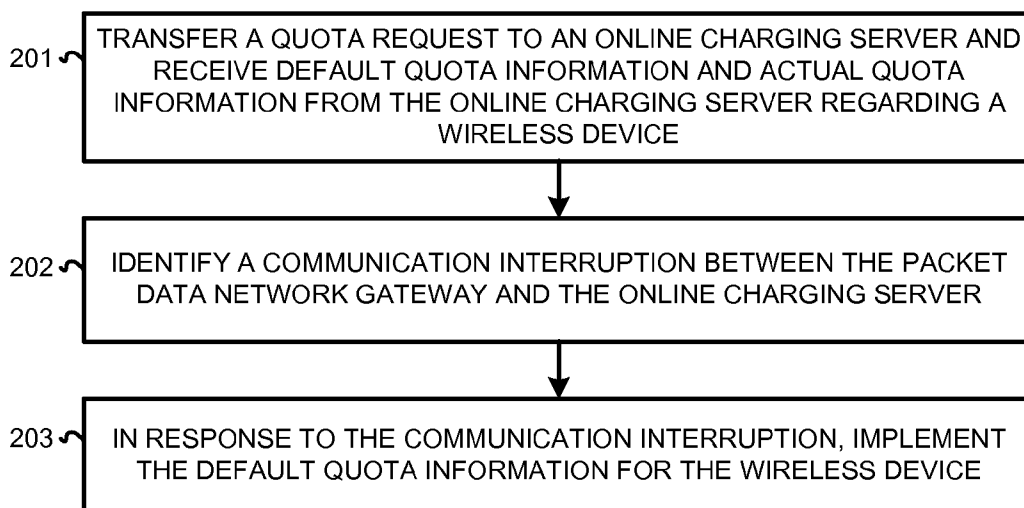 201 TRANSFER A QUOTA REQUEST TO AN ONLINE CHARGING SERVER AND
RECEIVE DEFAULT QUOTA INFORMATION AND ACTUAL QUOTA
INFORMATION FROM THE ONLINE CHARGING SERVER REGARDING A
WIRELESS DEVICE
202 IDENTIFY A COMMUNICATION INTERRUPTION BETWEEN THE PACKET
DATA NETWORK GATEWAY AND THE ONLINE CHARGING SERVER
203 IN RESPONSE TO THE COMMUNICATION INTERRUPTION, IMPLEMENT
THE DEFAULT QUOTA INFORMATION FOR THE WIRELESS DEVICE